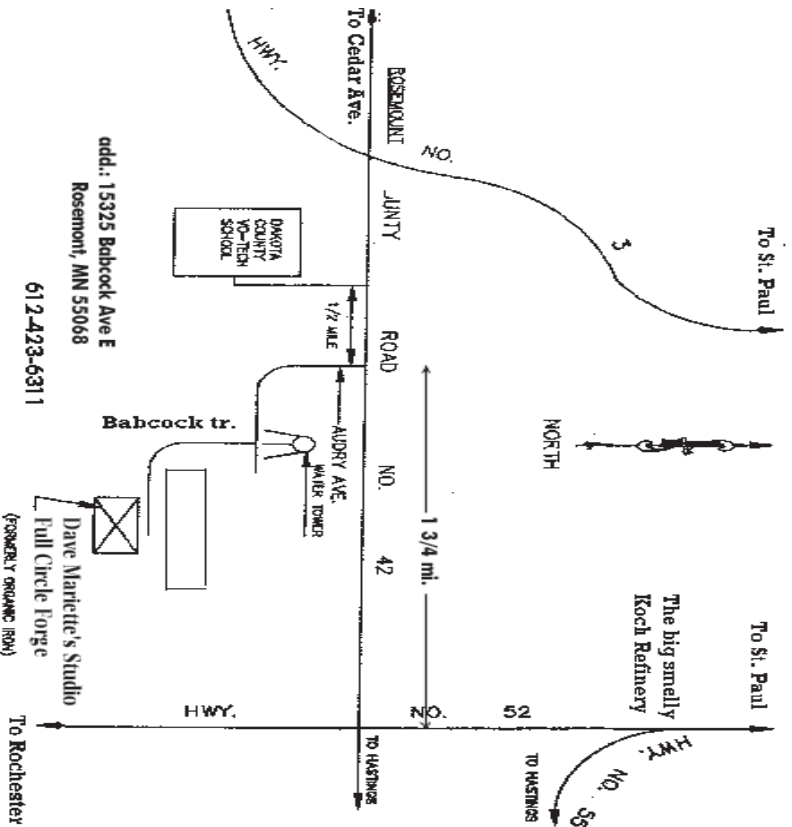 To St. Paul
To St. Paul
The big smelly
Koch Refinery
NORTH
HWY.
NO.
3
HWY. NO. 55
TO HASTINGS
HWY.
NO.
52
To Cedar Ave.
ROSEMOUNT
UNTY
ROAD
NO.
42
TO HASTINGS
1 3/4 mi.
1/2 MILE
DAKOTA
COUNTY
VO-TECH
SCHOOL
AUDRY AVE.
WATER TOWER
Babcock tr.
add.: 15325 Babcock Ave E
Rosemont, MN 55068
612-423-6311
Dave Mariette's Studio
Full Circle Forge
(FORMERLY ORGANIC IRON)
To Rochester